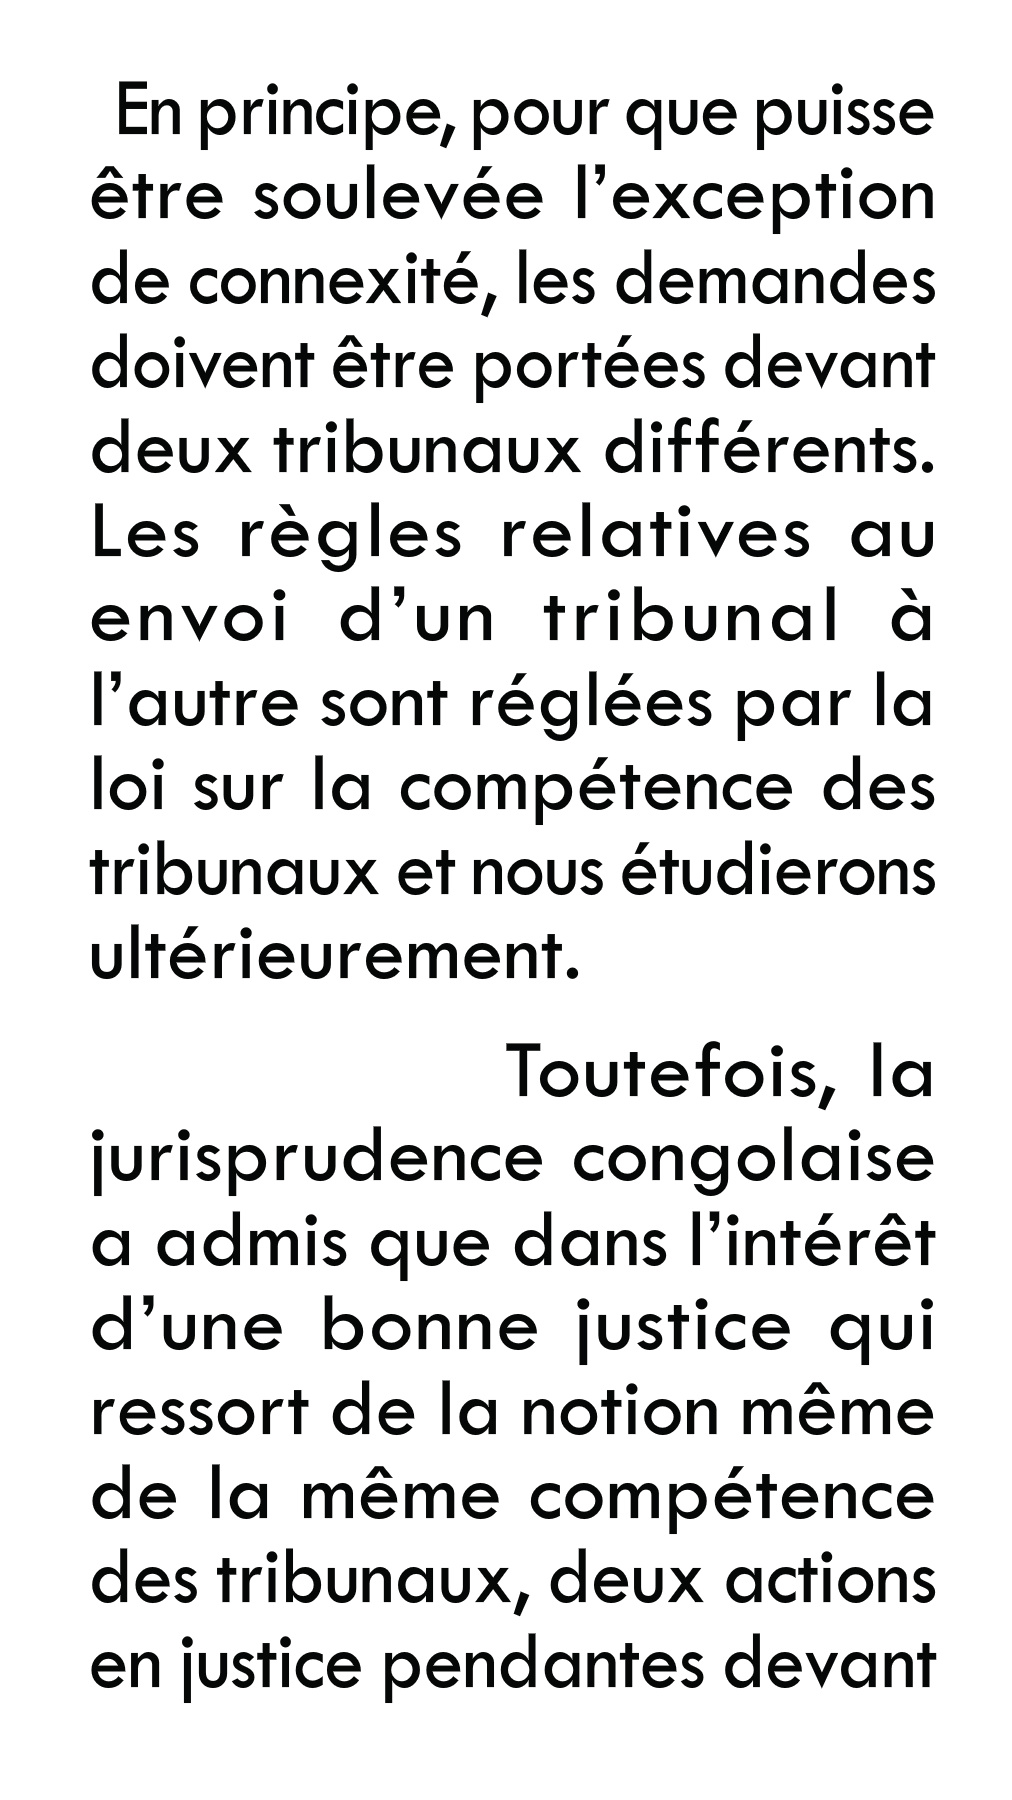 En principe, pour que puisse
être soulevée l’exception
de connexité, les demandes
doivent être portées devant
deux tribunaux différents.
Les règles relatives au
envoi d’un tribunal à
l’autre sont réglées par la
loi sur la compétence des
tribunaux et nous étudierons
ultérieurement.
Toutefois, la
jurisprudence congolaise
a admis que dans l’intérêt
d’une bonne justice qui
ressort de la notion même
de la même compétence
des tribunaux, deux actions
en justice pendantes devant